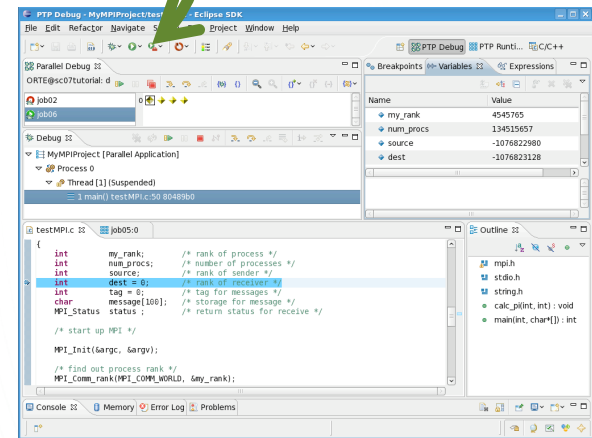 PTP Debug - MyMPIProject/test - Eclipse SDK
File Edit Refactor Navigate Project Window Help
PTP Debug PTP Runti... C/C++
Parallel Debug
ORTE@sc07tutorial: d
job02
job06
0
Breakpoints Variables Expressions
Name Value
my_rank 4545765
num_procs 134515657
source -1076822980
dest -1076823128
Debug
MyMPIProject [Parallel Application]
Process 0
Thread [1] (Suspended)
1 main() testMPI.c:50 80489b0
testMPI.c job05:0
{
int my_rank; /* rank of process */
int num_procs; /* number of processes */
int source; /* rank of sender */
int dest = 0; /* rank of receiver */
int tag = 0; /* tag for messages */
char message[100]; /* storage for message */
MPI_Status status ; /* return status for receive */
/* start up MPI */
MPI_Init(&argc, &argv);
/* find out process rank */
MPI_Comm_rank(MPI_COMM_WORLD, &my_rank);
Outline
mpi.h
stdio.h
string.h
calc_pi(int, int) : void
main(int, char*[]) : int
Console Memory Error Log Problems